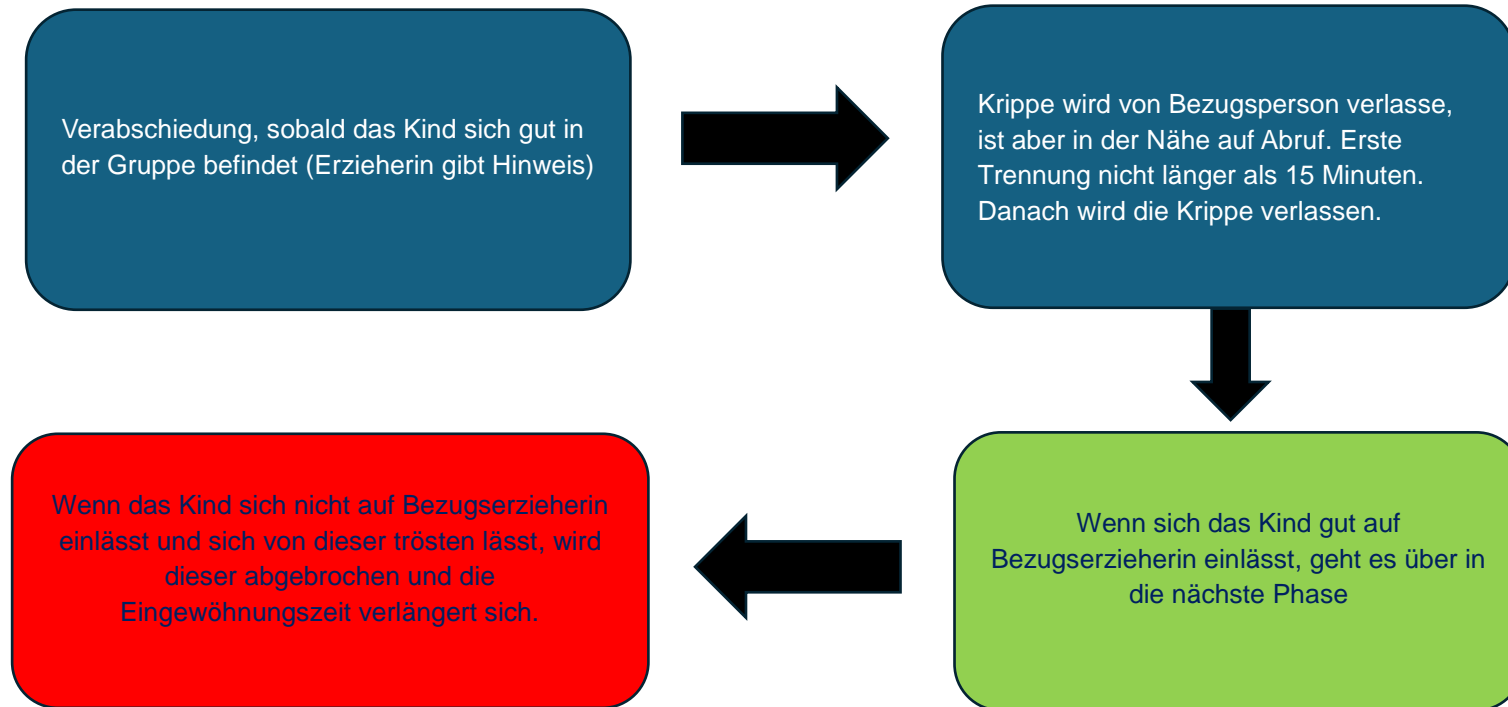 Verabschiedung, sobald das Kind sich gut in
der Gruppe befindet (Erzieherin gibt Hinweis)
Krippe wird von Bezugsperson verlasse,
ist aber in der Nähe auf Abruf. Erste
Trennung nicht länger als 15 Minuten.
Danach wird die Krippe verlassen.
Wenn sich das Kind gut auf
Bezugserzieherin einlässt, geht es über in
die nächste Phase
Wenn das Kind sich nicht auf Bezugserzieherin
einlässt und sich von dieser trösten lässt, wird
dieser abgebrochen und die
Eingewöhnungszeit verlängert sich.